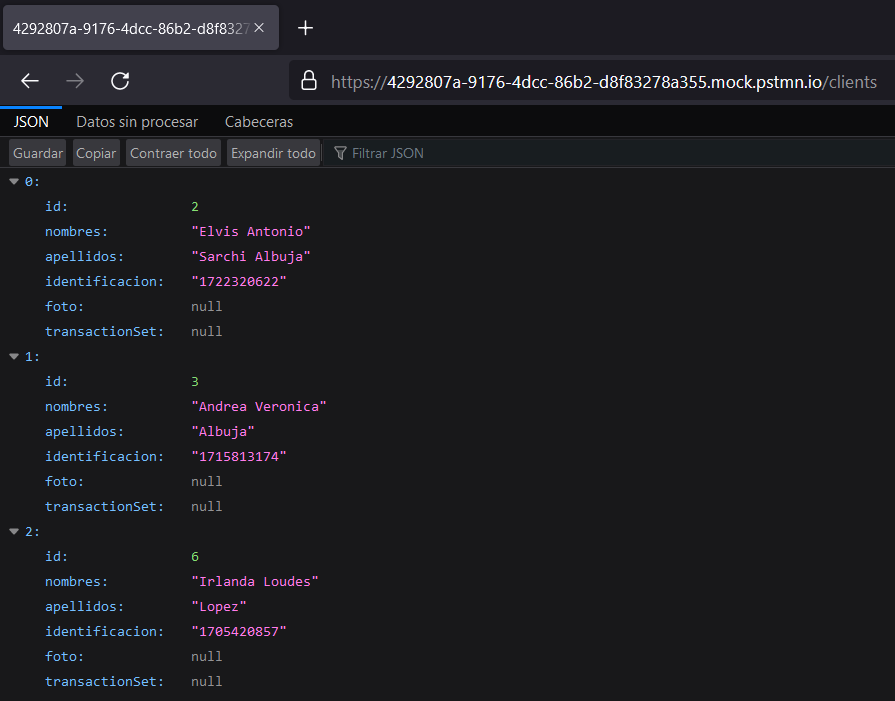 4292807a-9176-4dcc-86b2-d8f8327
https://4292807a-9176-4dcc-86b2-d8f83278a355.mock.pstmn.io/clients
JSON Datos sin procesar Cabeceras
Guardar Copiar Contraer todo Expandir todo Filtrar JSON
0:
id: 2
nombres: "Elvis Antonio"
apellidos: "Sarchi Albuja"
identificacion: "1722320622"
foto: null
transactionSet: null
1:
id: 3
nombres: "Andrea Veronica"
apellidos: "Albuja"
identificacion: "1715813174"
foto: null
transactionSet: null
2:
id: 6
nombres: "Irlanda Loudes"
apellidos: "Lopez"
identificacion: "1705420857"
foto: null
transactionSet: null